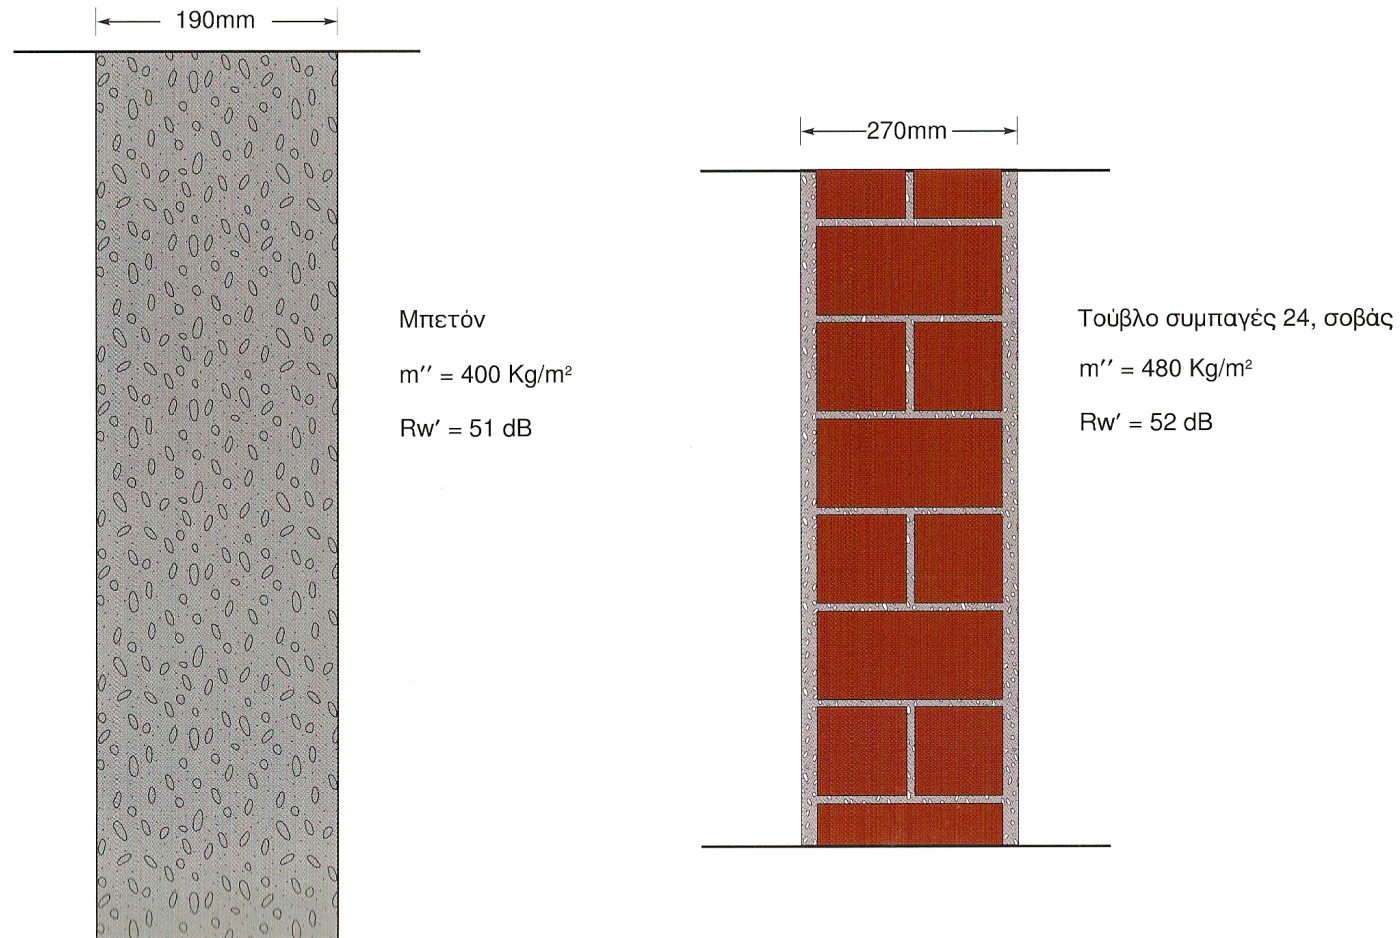 190mm
Μπετόν
m′′ = 400 Kg/m²
Rw′ = 51 dB
270mm
Τούβλο συμπαγές 24, σοβάς
m′′ = 480 Kg/m²
Rw′ = 52 dB